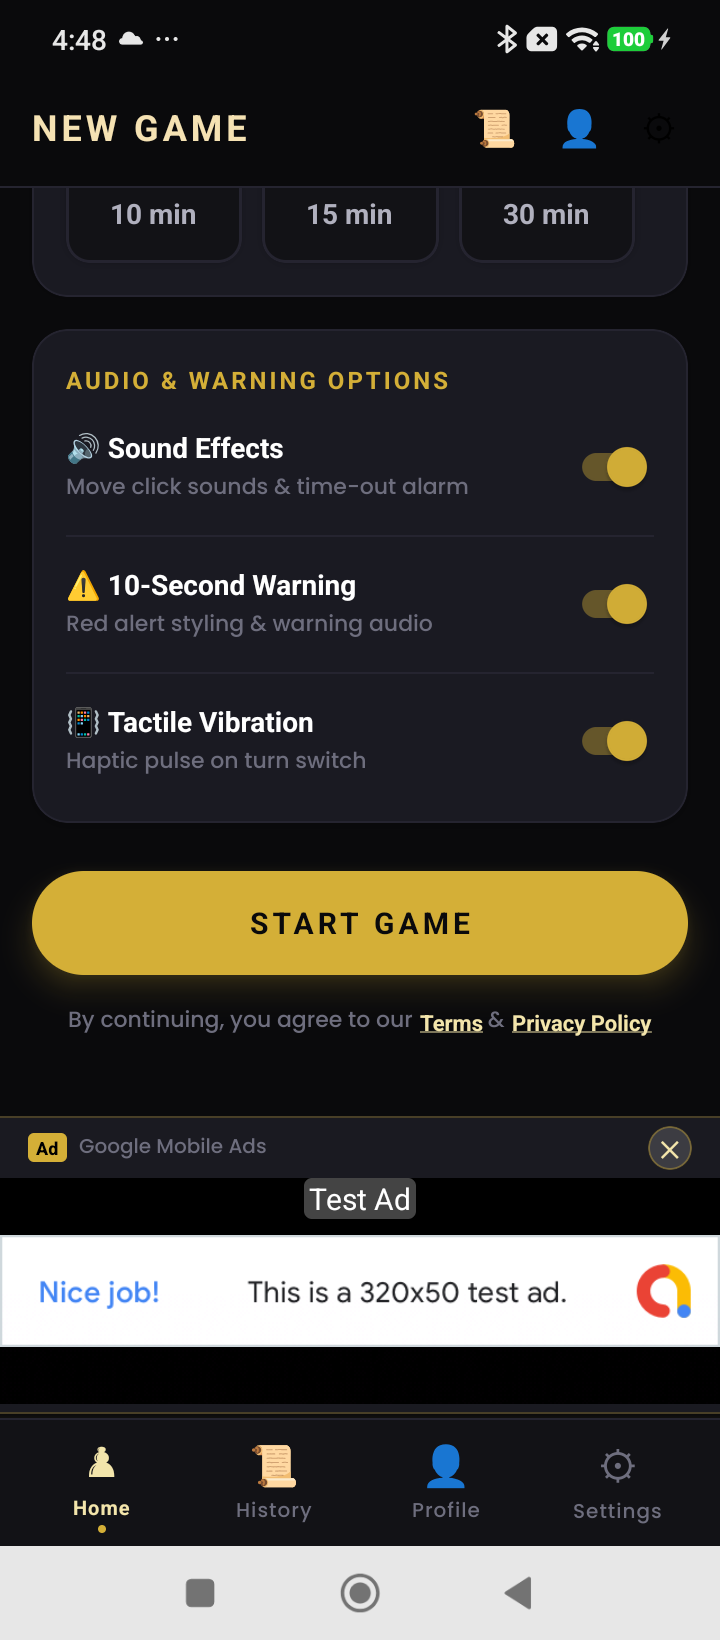 4:48
100
NEW GAME
10 min
15 min
30 min
AUDIO & WARNING OPTIONS
Sound Effects
Move click sounds & time-out alarm
10-Second Warning
Red alert styling & warning audio
Tactile Vibration
Haptic pulse on turn switch
START GAME
By continuing, you agree to our Terms & Privacy Policy
Ad Google Mobile Ads
Test Ad
Nice job! This is a 320x50 test ad.
Home
History
Profile
Settings